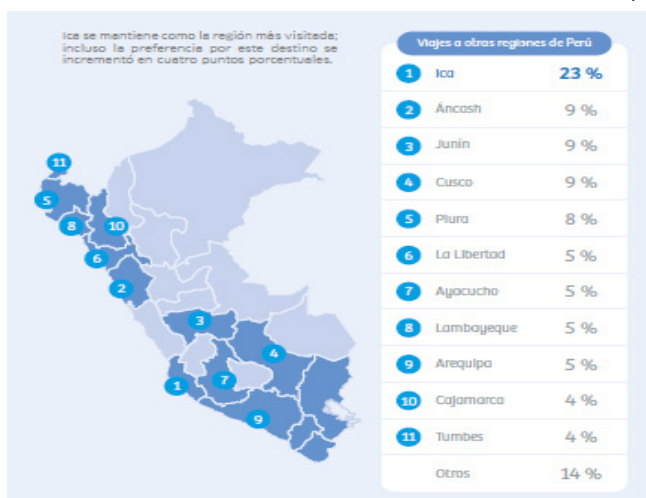 Ica se mantiene como la región más visitada;
incluso la preferencia por este destino se
incrementó en cuatro puntos porcentuales.
Viajes a otras regiones de Perú
1 Ica 23 %
2 Áncash 9 %
3 Junín 9 %
4 Cusco 9 %
5 Piura 8 %
6 La Libertad 5 %
7 Ayacucho 5 %
8 Lambayeque 5 %
9 Arequipa 5 %
10 Cajamarca 4 %
11 Tumbes 4 %
Otros 14 %
11
5
8
10
6
2
3
4
1
7
9